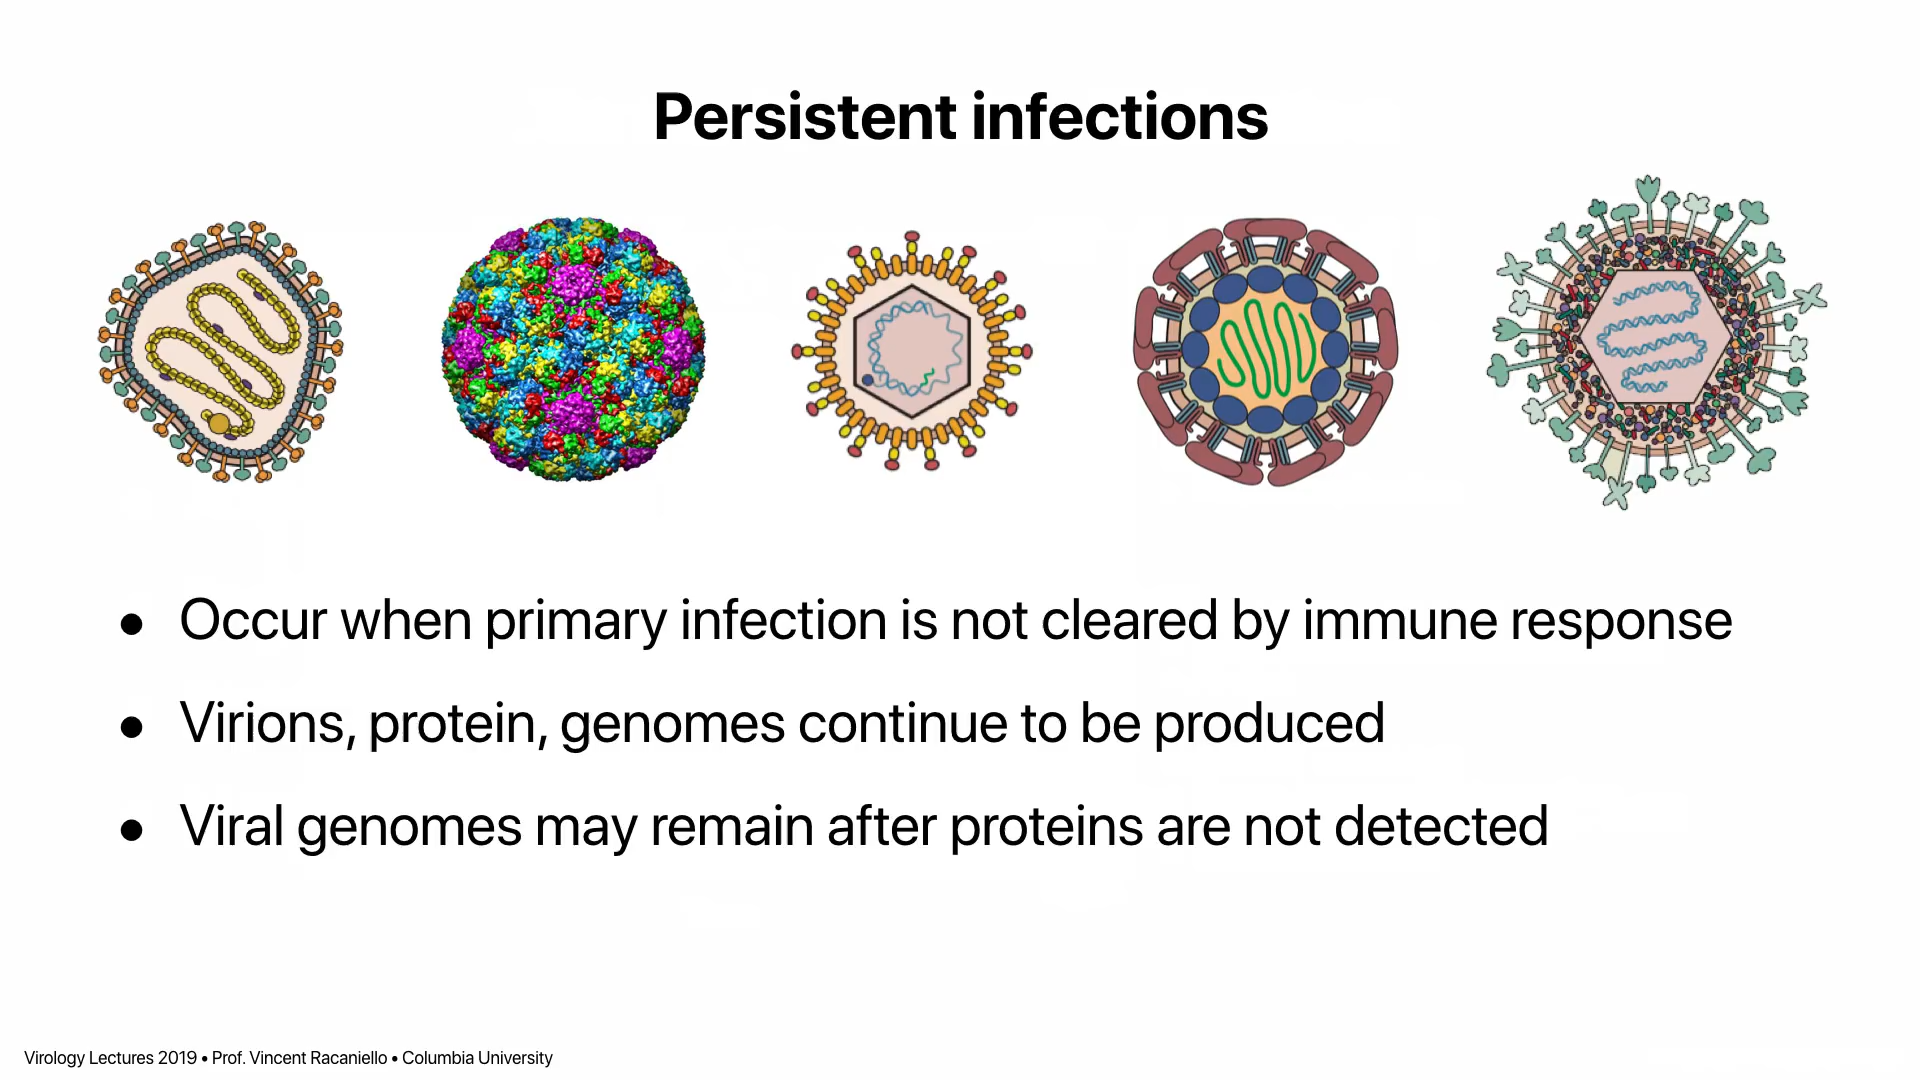 Persistent infections
• Occur when primary infection is not cleared by immune response
• Virions, protein, genomes continue to be produced
• Viral genomes may remain after proteins are not detected
Virology Lectures 2019 • Prof. Vincent Racaniello • Columbia University